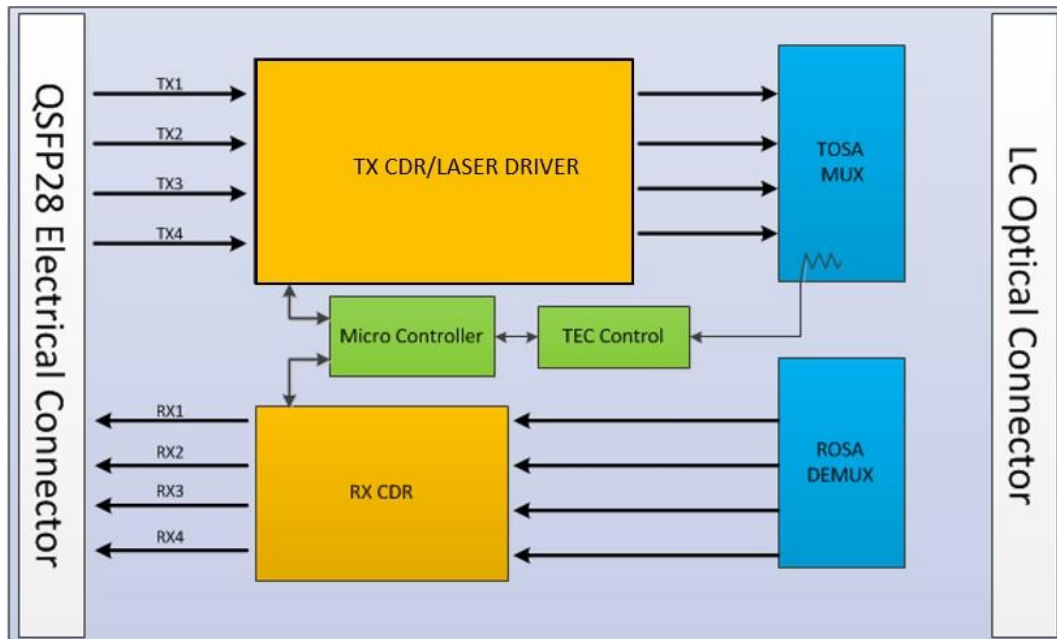 QSFP28 Electrical Connector
TX1
TX2
TX3
TX4
TX CDR/LASER DRIVER
TOSA
MUX
Micro Controller
TEC Control
RX1
RX2
RX3
RX4
RX CDR
ROSA
DEMUX
LC Optical Connector